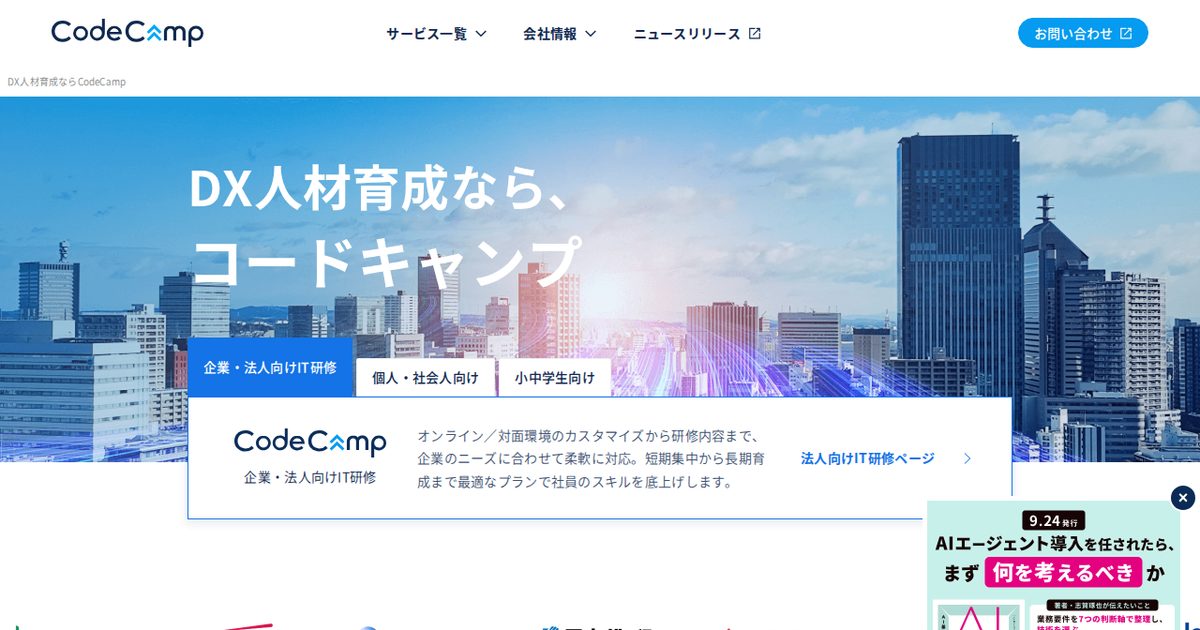 CodeCamp
サービス一覧
会社情報
ニュースリリース
お問い合わせ
DX人材育成ならCodeCamp
DX人材育成なら、
コードキャンプ
企業・法人向けIT研修
個人・社会人向け
小中学生向け
CodeCamp
企業・法人向けIT研修
オンライン／対面環境のカスタマイズから研修内容まで、
企業のニーズに合わせて柔軟に対応。短期集中から長期育
成まで最適なプランで社員のスキルを底上げします。
法人向けIT研修ページ
9.24発行
AIエージェント導入を任されたら、
まず 何を考えるべき か
著者・志賀琢也が伝えたいこと
業務要件を7つの判断軸で整理し、